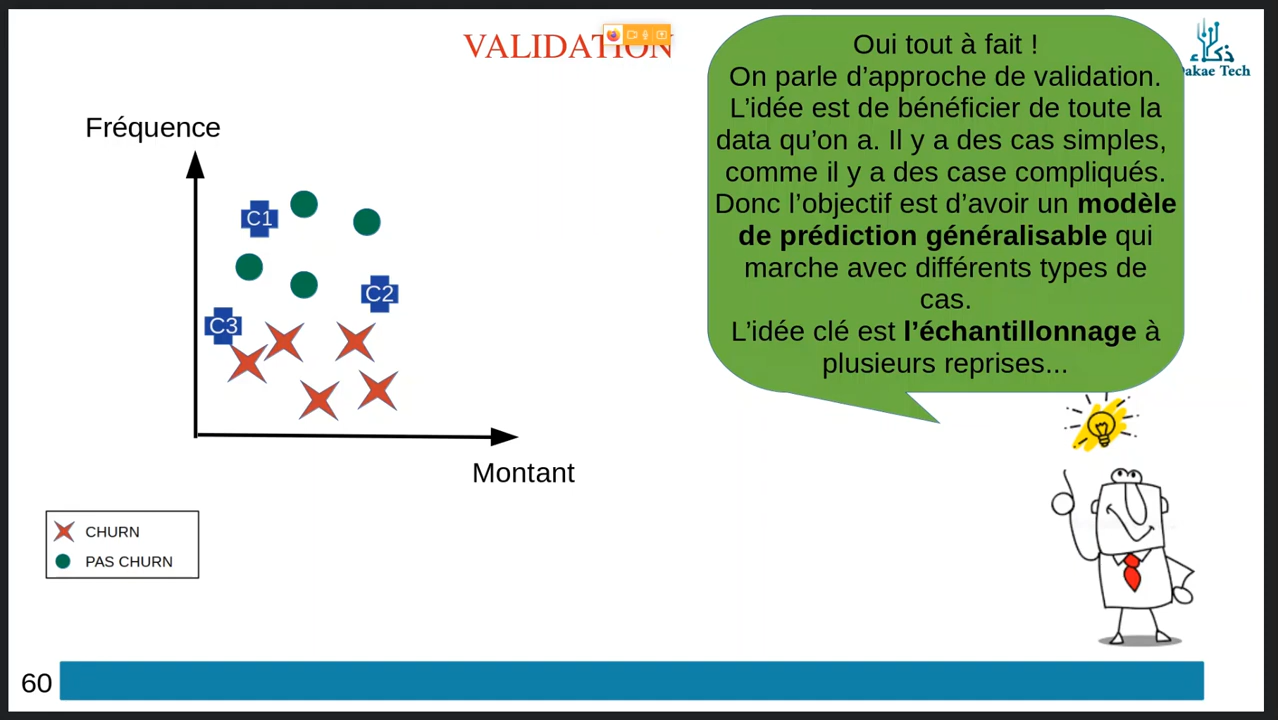 VALIDATION
Oui tout à fait !
On parle d’approche de validation.
L’idée est de bénéficier de toute la
data qu’on a. Il y a des cas simples,
comme il y a des case compliqués.
Donc l’objectif est d’avoir un modèle
de prédiction généralisable qui
marche avec différents types de
cas.
L’idée clé est l’échantillonnage à
plusieurs reprises...
ذكاء
akae Tech
Fréquence
C1
C2
C3
Montant
CHURN
PAS CHURN
60